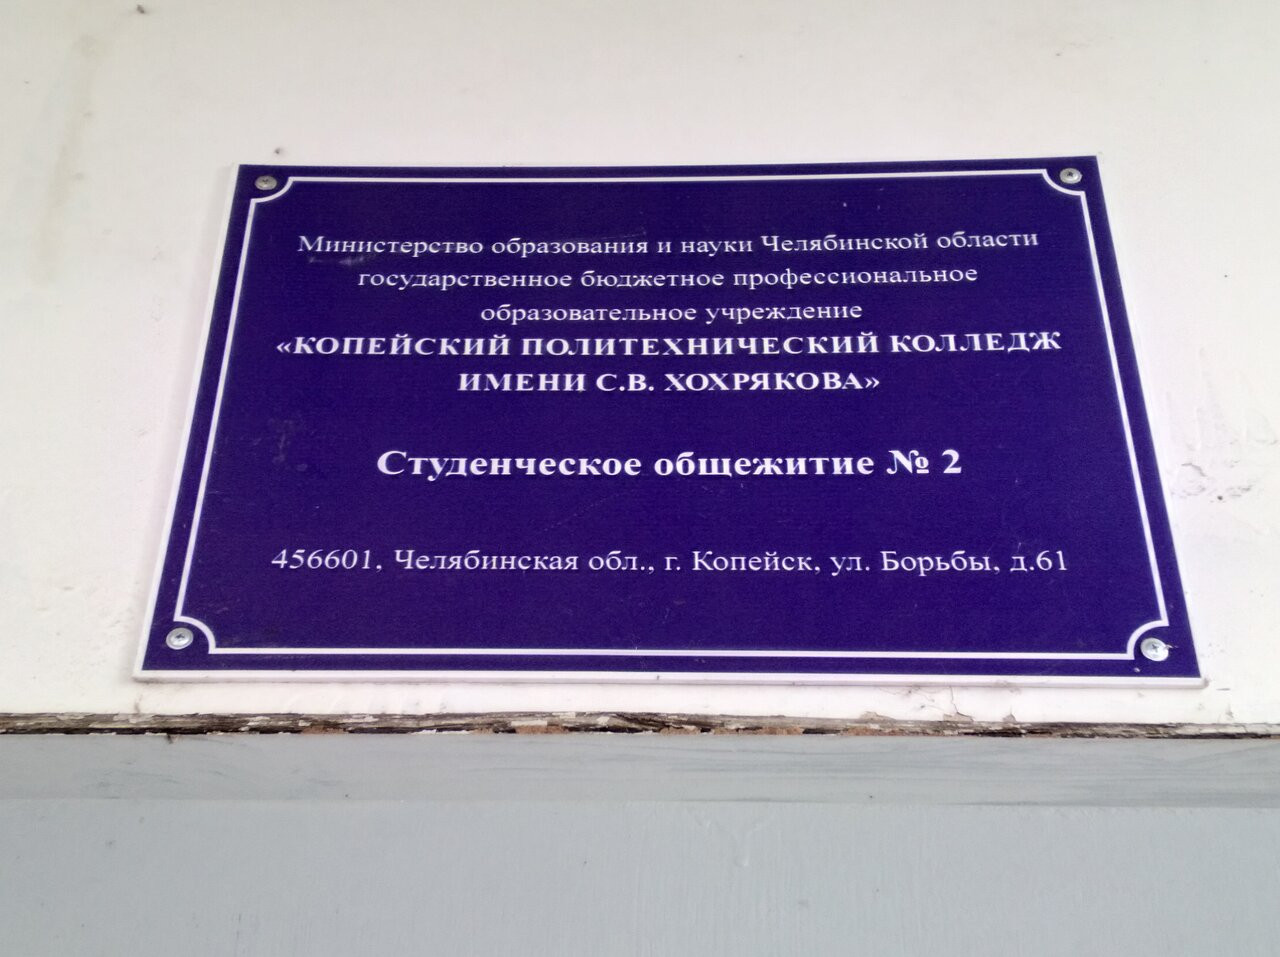 Министерство образования и науки Челябинской области
государственное бюджетное профессиональное
образовательное учреждение
«КОПЕЙСКИЙ ПОЛИТЕХНИЧЕСКИЙ КОЛЛЕДЖ
ИМЕНИ С.В. ХОХРЯКОВА»
Студенческое общежитие № 2
456601, Челябинская обл., г. Копейск, ул. Борьбы, д.61